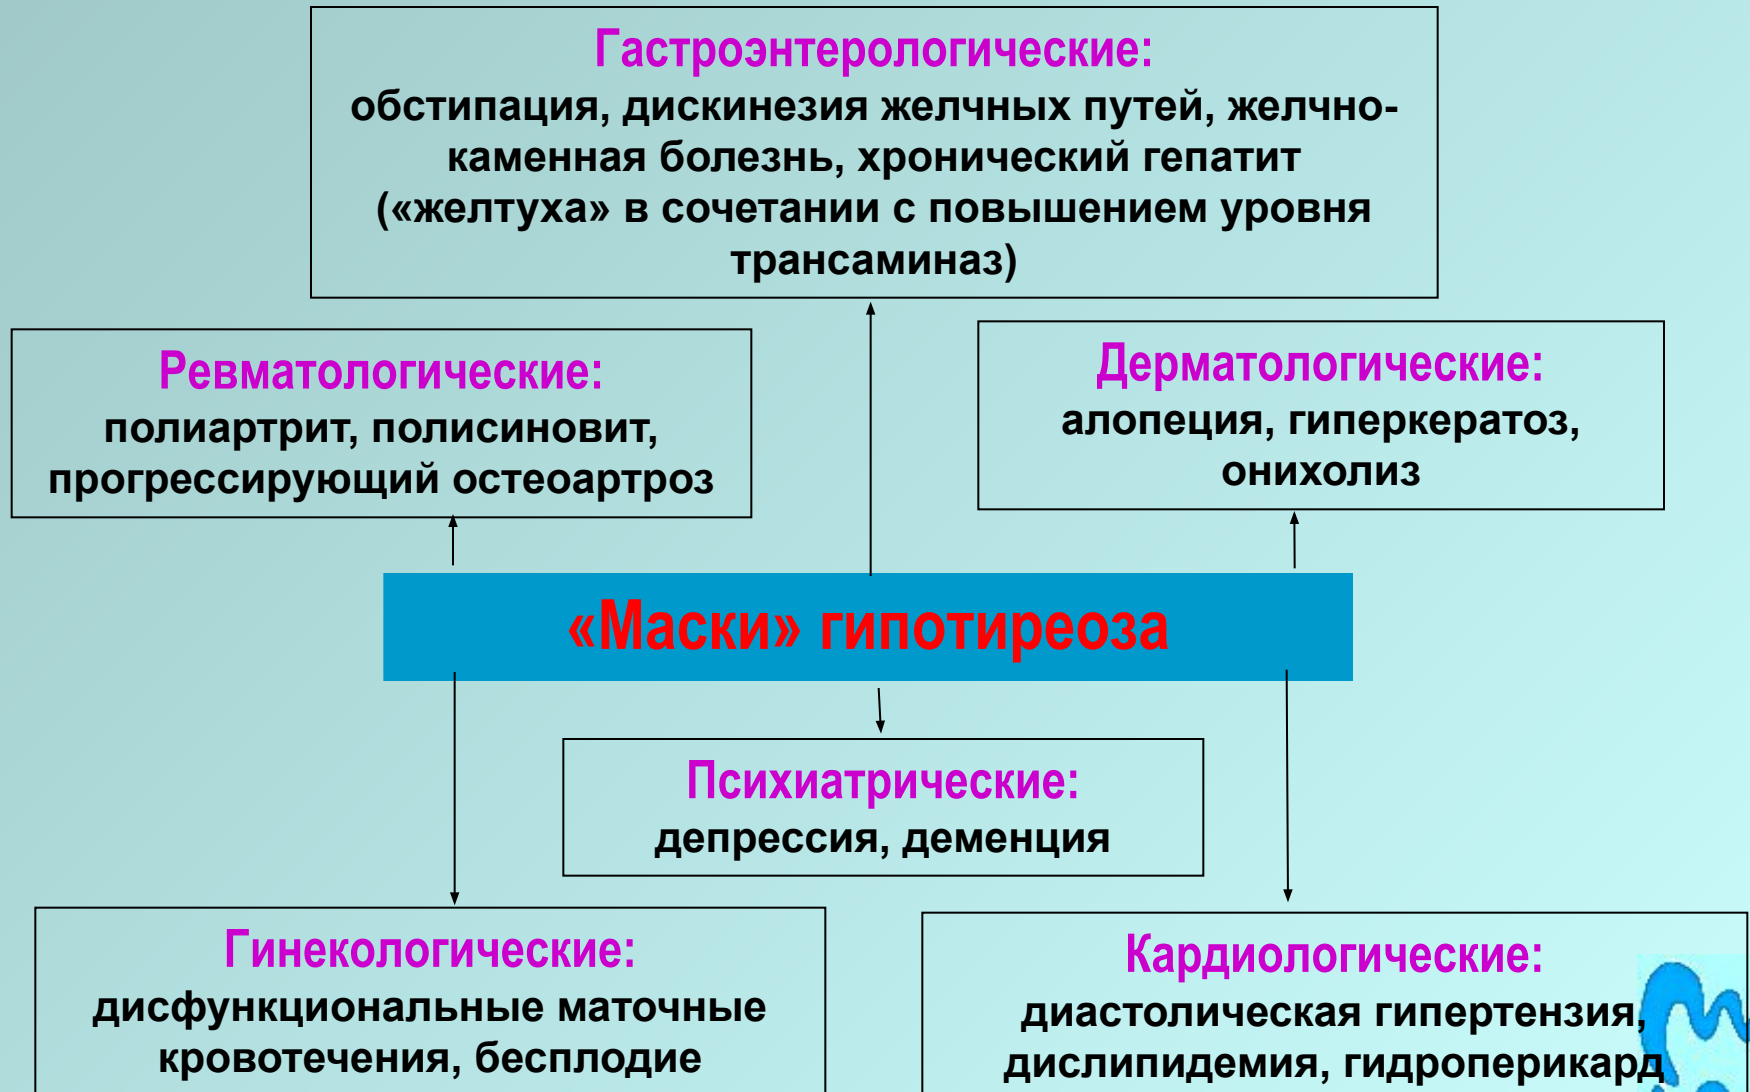 Гастроэнтерологические:
обстипация, дискинезия желчных путей, желчно-
каменная болезнь, хронический гепатит
(«желтуха» в сочетании с повышением уровня
трансаминаз)
Ревматологические:
полиартрит, полисиновит,
прогрессирующий остеоартроз
Дерматологические:
алопеция, гиперкератоз,
онихолиз
«Маски» гипотиреоза
Психиатрические:
депрессия, деменция
Гинекологические:
дисфункциональные маточные
кровотечения, бесплодие
Кардиологические:
диастолическая гипертензия,
дислипидемия, гидроперикард